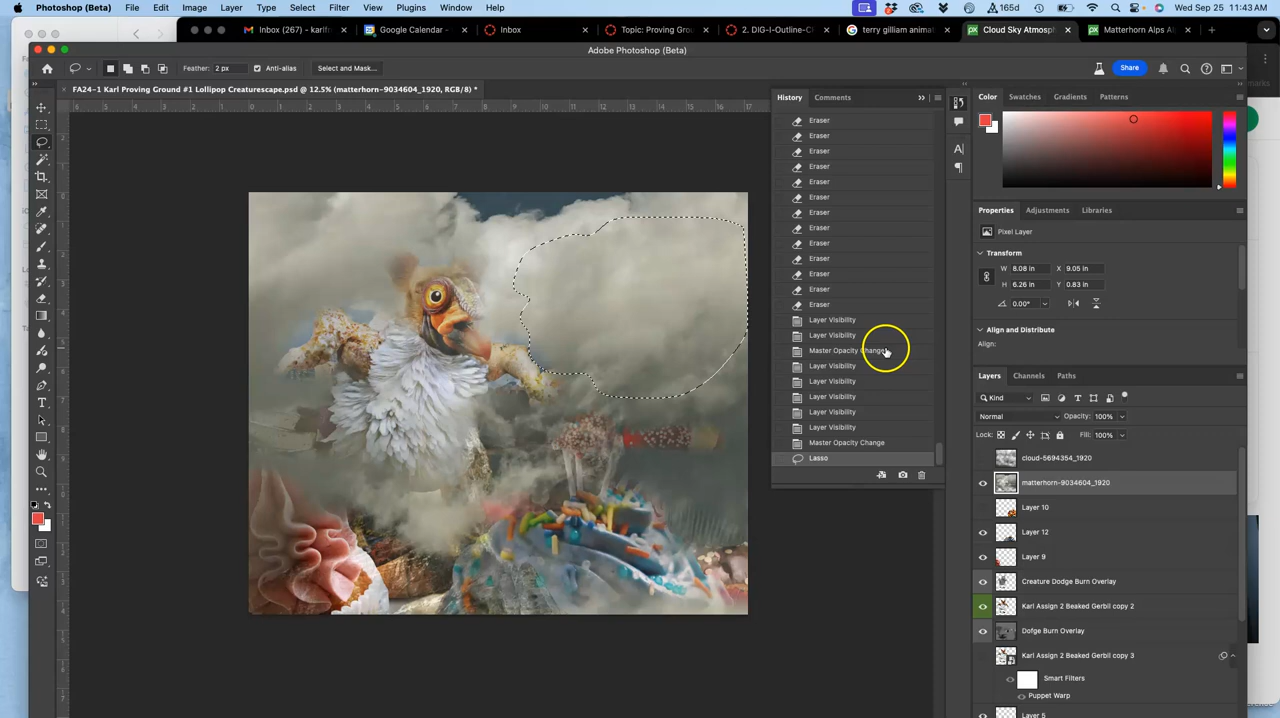 Photoshop (Beta) File Edit Image Layer Type Select Filter View Plugins Window Help 165d Wed Sep 25 11:43 AM
Inbox (267) - karlfr Google Calendar - Inbox Topic: Proving Grou 2. DIG-I-Outline-C terry gilliam animat Cloud Sky Atmosph Matterhorn Alps A
Adobe Photoshop (Beta)
Feather: 2 px Anti-alias Select and Mask... Share
FA24-1 Karl Proving Ground #1 Lollipop Creaturescape.psd @ 12.5% (matterhorn-9034604_1920, RGB/8) *
History Comments
Eraser
Eraser
Eraser
Eraser
Eraser
Eraser
Eraser
Eraser
Eraser
Eraser
Eraser
Eraser
Eraser
Layer Visibility
Layer Visibility
Master Opacity Change
Layer Visibility
Layer Visibility
Layer Visibility
Layer Visibility
Layer Visibility
Master Opacity Change
Lasso
Color Swatches Gradients Patterns
Properties Adjustments Libraries
Pixel Layer
Transform
W 8.08 in X 9.05 in
H 6.26 in Y 0.83 in
0.00°
Align and Distribute
Align:
Layers Channels Paths
Kind
Normal Opacity: 100%
Lock: Fill: 100%
cloud-5694354_1920
matterhorn-9034604_1920
Layer 10
Layer 12
Layer 9
Creature Dodge Burn Overlay
Karl Assign 2 Beaked Gerbil copy 2
Dofge Burn Overlay
Karl Assign 2 Beaked Gerbil copy 3
Smart Filters
Puppet Warp
Layer 5